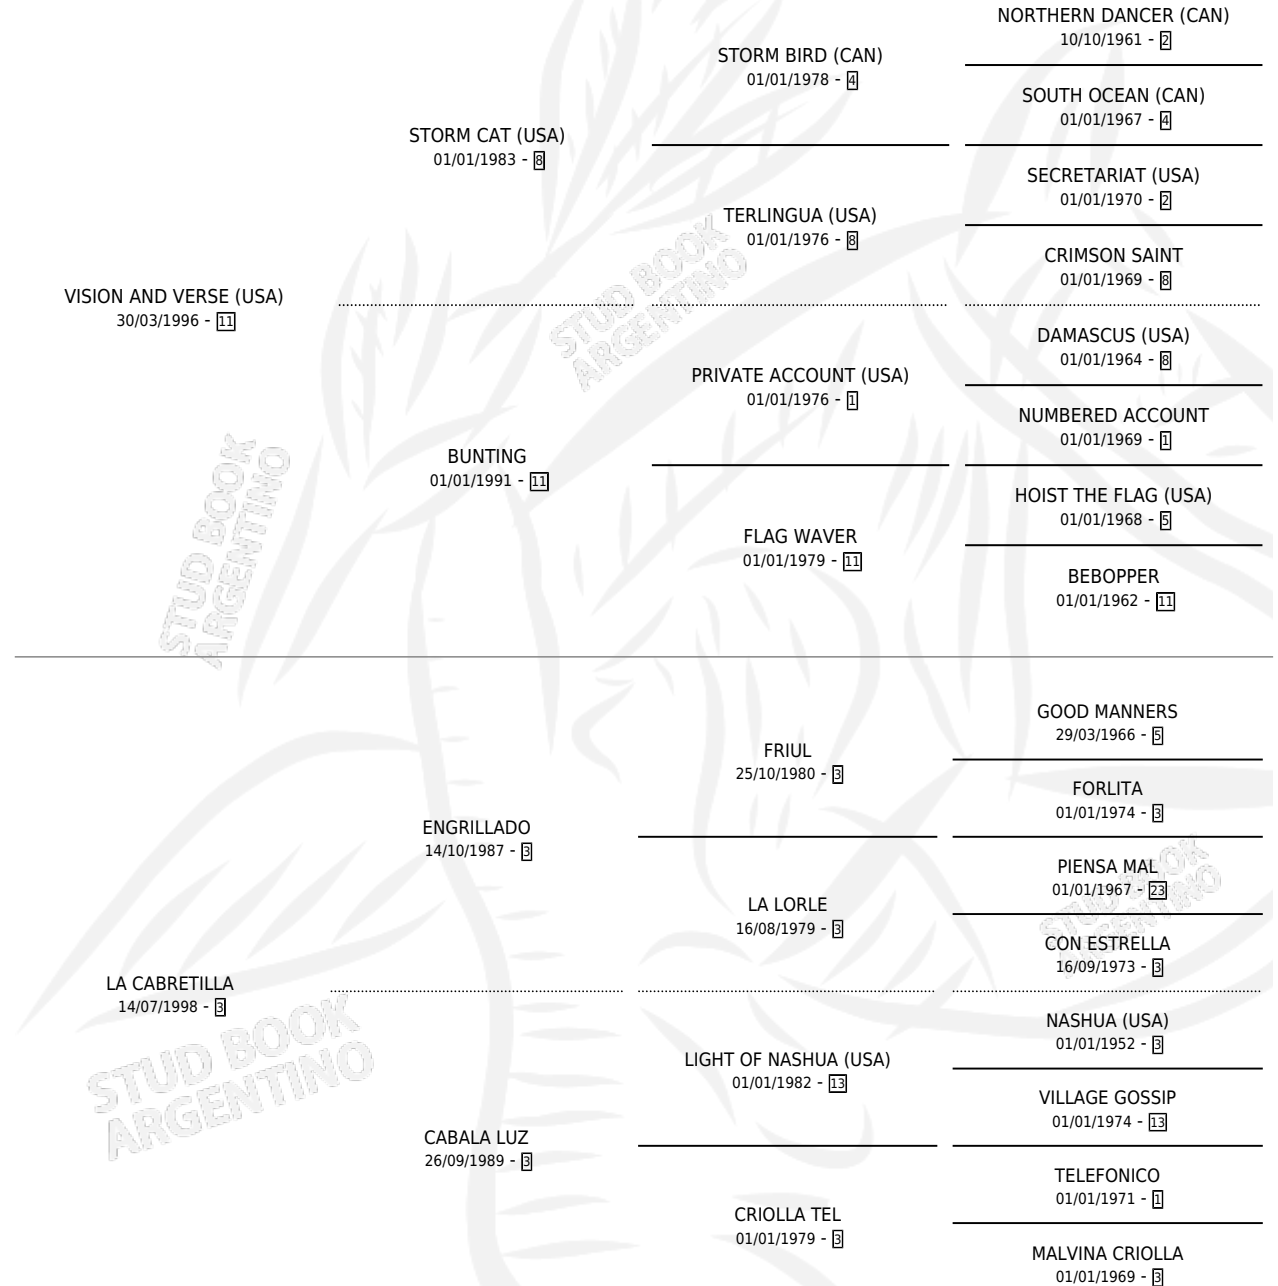 NORTHERN DANCER (CAN)
10/10/1961 - 2
STORM BIRD (CAN)
01/01/1978 - 4
SOUTH OCEAN (CAN)
01/01/1967 - 4
STORM CAT (USA)
01/01/1983 - 8
SECRETARIAT (USA)
01/01/1970 - 2
TERLINGUA (USA)
01/01/1976 - 8
CRIMSON SAINT
01/01/1969 - 8
VISION AND VERSE (USA)
30/03/1996 - 11
STUD BOOK
ARGENTINO
DAMASCUS (USA)
01/01/1964 - 8
PRIVATE ACCOUNT (USA)
01/01/1976 - 1
NUMBERED ACCOUNT
01/01/1969 - 1
BUNTING
01/01/1991 - 11
HOIST THE FLAG (USA)
01/01/1968 - 5
FLAG WAVER
01/01/1979 - 11
BEBOPPER
01/01/1962 - 11
STUD BOOK
ARGENTINO
GOOD MANNERS
29/03/1966 - 5
FRIUL
25/10/1980 - 3
FORLITA
01/01/1974 - 3
ENGRILLADO
14/10/1987 - 3
PIENSA MAL
01/01/1967 - 23
LA LORLE
16/08/1979 - 3
CON ESTRELLA
16/09/1973 - 3
STUD BOOK
ARGENTINO
LA CABRETILLA
14/07/1998 - 3
NASHUA (USA)
01/01/1952 - 3
LIGHT OF NASHUA (USA)
01/01/1982 - 13
VILLAGE GOSSIP
01/01/1974 - 13
STUD BOOK
ARGENTINO
CABALA LUZ
26/09/1989 - 3
TELEFONICO
01/01/1971 - 1
CRIOLLA TEL
01/01/1979 - 3
MALVINA CRIOLLA
01/01/1969 - 3